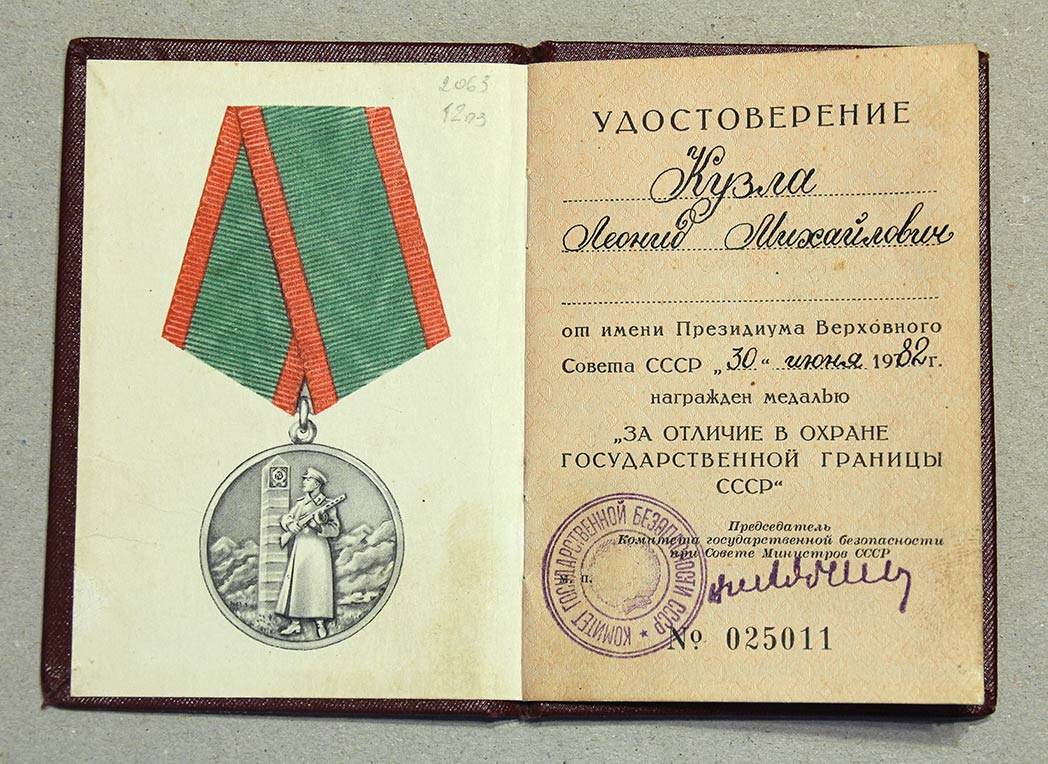 2063
12пз
УДОСТОВЕРЕНИЕ
Кузла
Леонид Михайлович
от имени Президиума Верховного
Совета СССР „30“ июня 1982 г.
награжден медалью
„ЗА ОТЛИЧИЕ В ОХРАНЕ
ГОСУДАРСТВЕННОЙ ГРАНИЦЫ
СССР“
Председатель
Комитета государственной безопасности
при Совете Министров СССР
м. п.
КОМИТЕТ ГОСУДАРСТВЕННОЙ БЕЗОПАСНОСТИ СССР
№ 025011